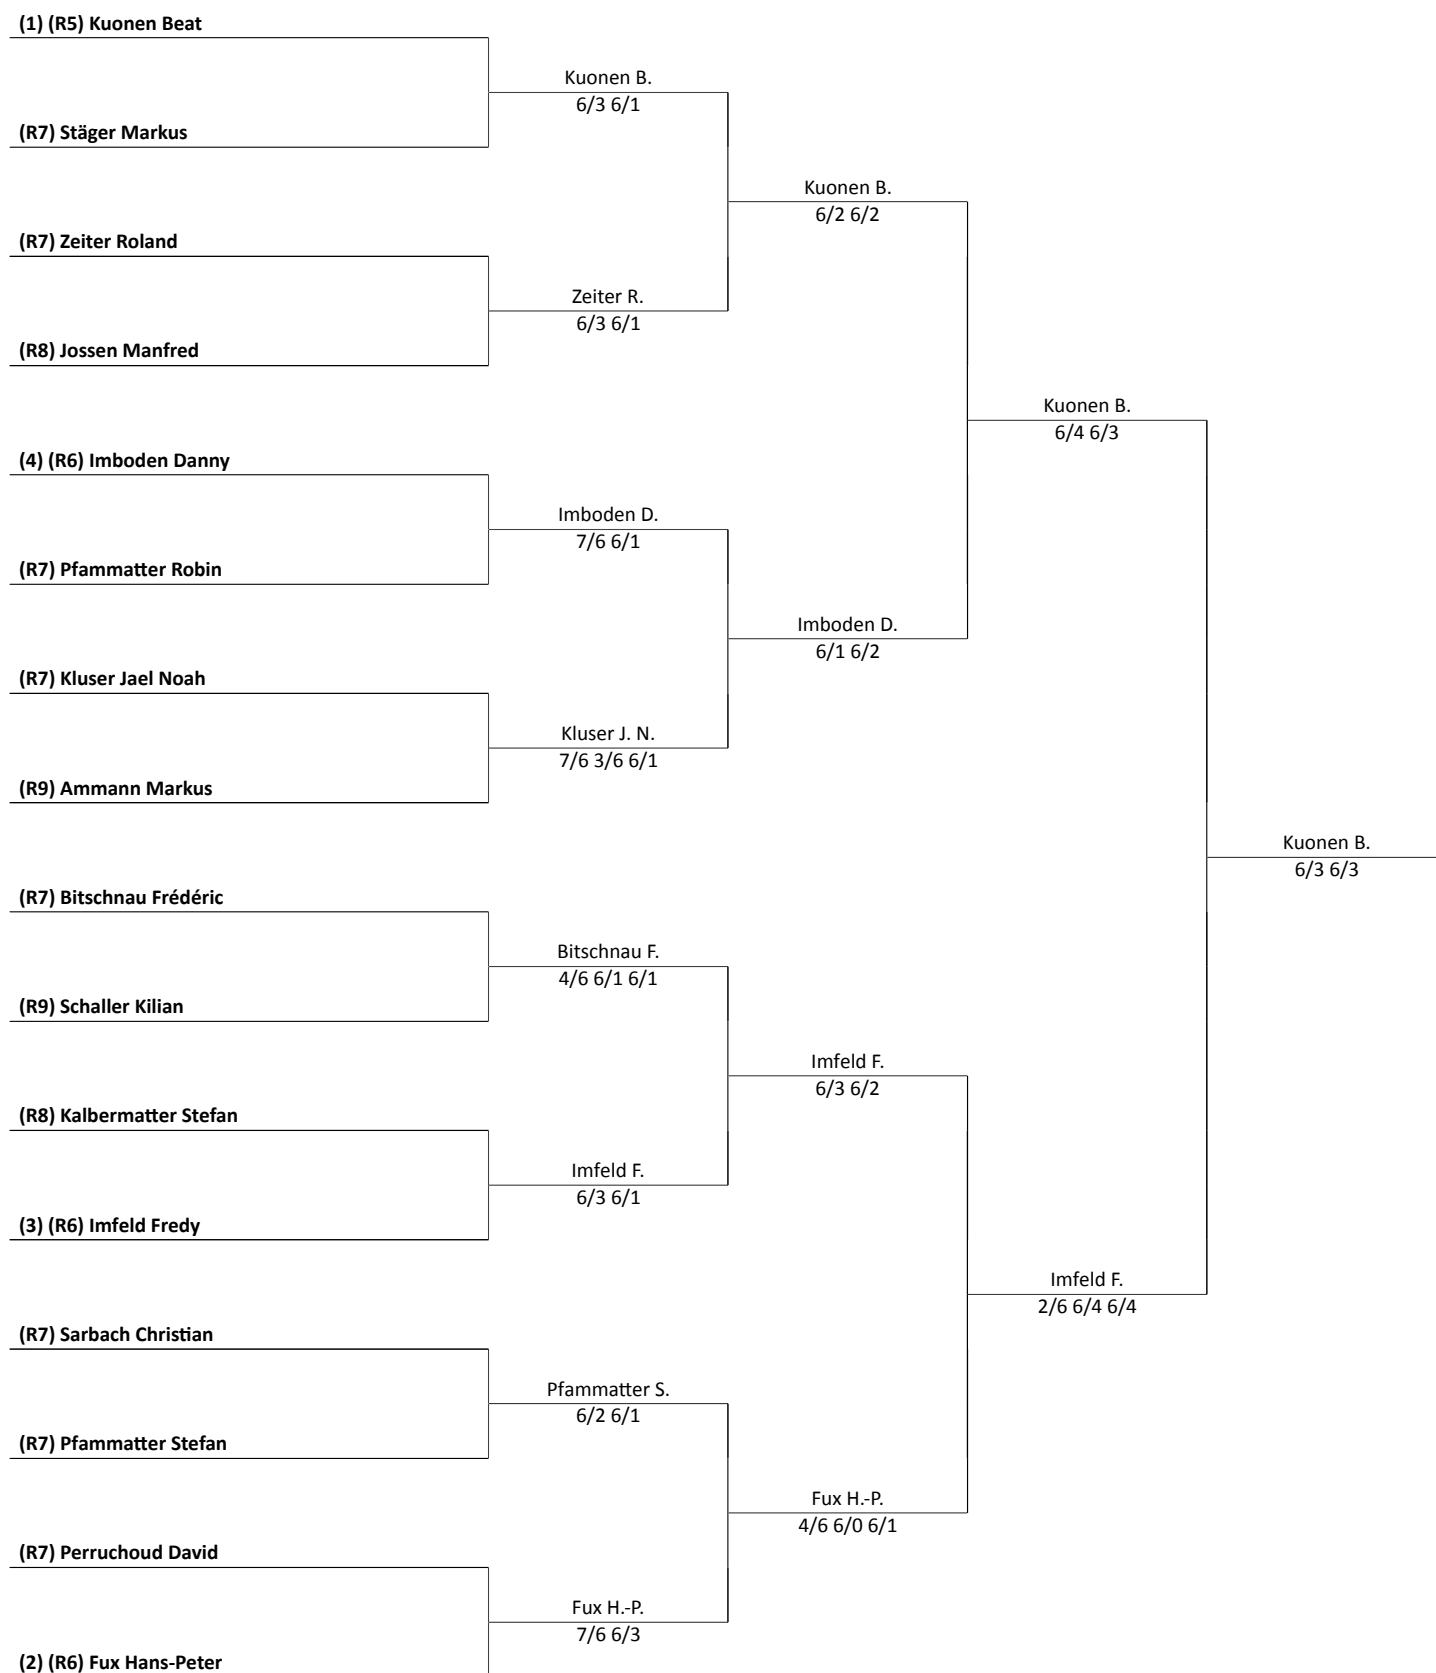 (1) (R5) Kuonen Beat
Kuonen B.
6/3 6/1
(R7) Stäger Markus
Kuonen B.
6/2 6/2
(R7) Zeiter Roland
Zeiter R.
6/3 6/1
(R8) Jossen Manfred
Kuonen B.
6/4 6/3
(4) (R6) Imboden Danny
Imboden D.
7/6 6/1
(R7) Pfammatter Robin
Imboden D.
6/1 6/2
(R7) Kluser Jael Noah
Kluser J. N.
7/6 3/6 6/1
(R9) Ammann Markus
Kuonen B.
6/3 6/3
(R7) Bitschnau Frédéric
Bitschnau F.
4/6 6/1 6/1
(R9) Schaller Kilian
Imfeld F.
6/3 6/2
(R8) Kalbermatter Stefan
Imfeld F.
6/3 6/1
(3) (R6) Imfeld Fredy
Imfeld F.
2/6 6/4 6/4
(R7) Sarbach Christian
Pfammatter S.
6/2 6/1
(R7) Pfammatter Stefan
Fux H.-P.
4/6 6/0 6/1
(R7) Perruchoud David
Fux H.-P.
7/6 6/3
(2) (R6) Fux Hans-Peter